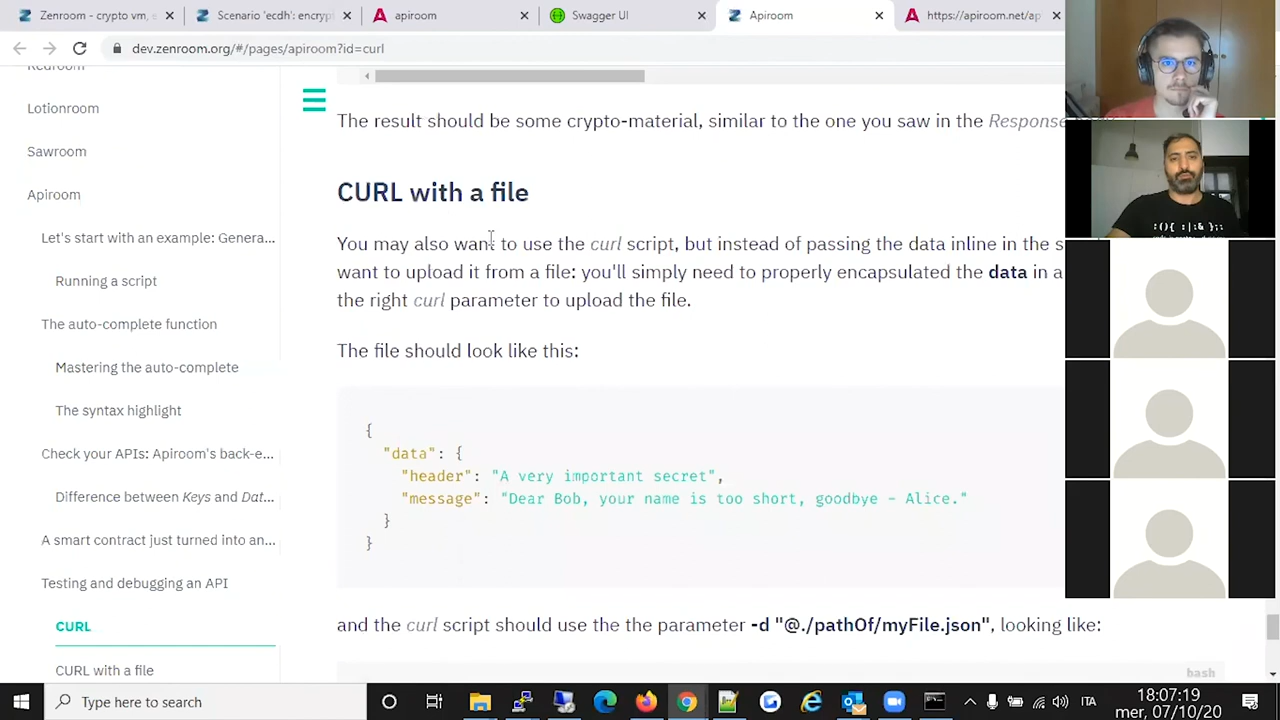 Zenroom - crypto vm, s
Scenario 'ecdh': encryp
apiroom
Swagger UI
Apiroom
https://apiroom.net/ap
dev.zenroom.org/#/pages/apiroom?id=curl
Redroom
Lotionroom
Sawroom
Apiroom
Let's start with an example: Genera...
Running a script
The auto-complete function
Mastering the auto-complete
The syntax highlight
Check your APIs: Apiroom's back-e...
Difference between Keys and Dat...
A smart contract just turned into an...
Testing and debugging an API
CURL
CURL with a file
The result should be some crypto-material, similar to the one you saw in the Response
CURL with a file
You may also want to use the curl script, but instead of passing the data inline in the s
want to upload it from a file: you'll simply need to properly encapsulated the data in a
the right curl parameter to upload the file.
The file should look like this:
{
"data": {
"header": "A very important secret",
"message": "Dear Bob, your name is too short, goodbye - Alice."
}
}
and the curl script should use the the parameter -d "@./pathOf/myFile.json", looking like:
bash
Type here to search
ITA
18:07:19
mer, 07/10/20